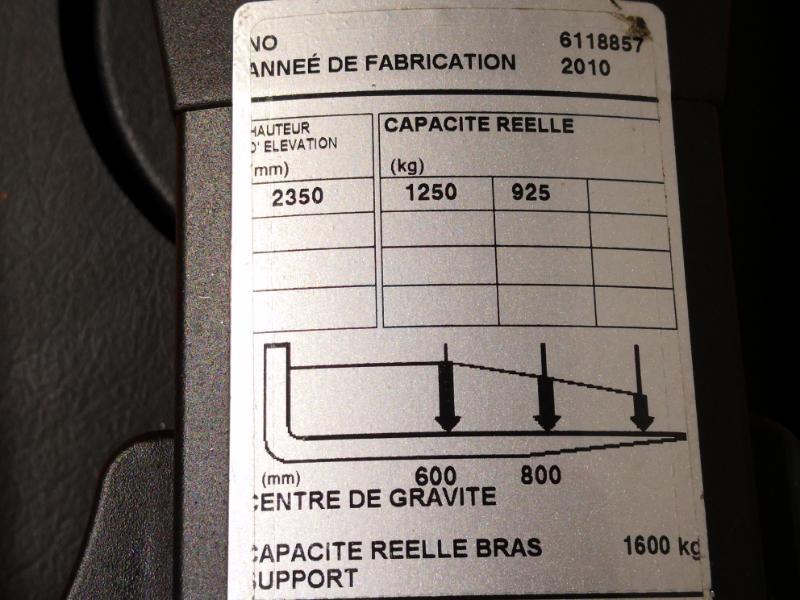 NO 6118857
ANNEÉ DE FABRICATION 2010
HAUTEUR
D' ELEVATION
(mm)
CAPACITE REELLE
(kg)
2350 1250 925
(mm) 600 800
CENTRE DE GRAVITE
CAPACITE REELLE BRAS 1600 kg
SUPPORT